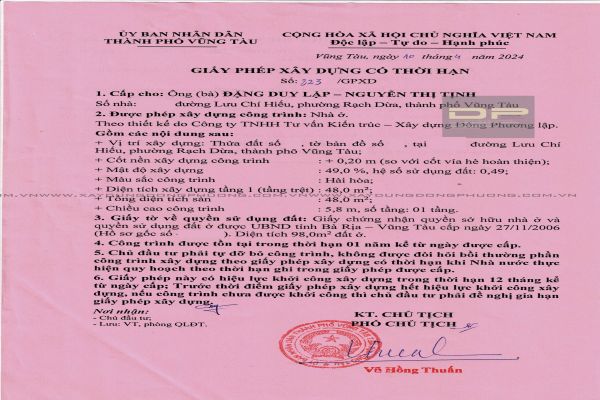 ỦY BAN NHÂN DÂN
THÀNH PHỐ VŨNG TÀU
CỘNG HÒA XÃ HỘI CHỦ NGHĨA VIỆT NAM
Độc lập – Tự do – Hạnh phúc
Vũng Tàu, ngày 10 tháng 4 năm 2024
GIẤY PHÉP XÂY DỰNG CÓ THỜI HẠN
Số: 323 /GPXD
1. Cấp cho: Ông (bà) ĐẶNG DUY LẬP – NGUYỄN THỊ TỊNH
Số nhà: đường Lưu Chí Hiếu, phường Rạch Dừa, thành phố Vũng Tàu
2. Được phép xây dựng công trình: Nhà ở.
Theo thiết kế do Công ty TNHH Tư vấn Kiến trúc – Xây dựng Đông Phương lập.
Gồm các nội dung sau:
+ Vị trí xây dựng: Thửa đất số , tờ bản đồ số , tại đường Lưu Chí
Hiếu, phường Rạch Dừa, thành phố Vũng Tàu.
+ Cốt nền xây dựng công trình : + 0,20 m (so với cốt vỉa hè hoàn thiện);
+ Mật độ xây dựng : 49,0 %, hệ số sử dụng đất: 0,49;
+ Màu sắc công trình : Hài hòa;
+ Diện tích xây dựng tầng 1 (tầng trệt) : 48,0 m²;
+ Tổng diện tích sàn : 48,0 m²;
+ Chiều cao công trình : 5,8 m, số tầng: 01 tầng.
3. Giấy tờ về quyền sử dụng đất: Giấy chứng nhận quyền sở hữu nhà ở và
quyền sử dụng đất ở được UBND tỉnh Bà Rịa – Vũng Tàu cấp ngày 27/11/2006
(Hồ sơ gốc số ). Diện tích 98,0m² đất ở.
4. Công trình được tồn tại trong thời hạn 01 năm kể từ ngày được cấp.
5. Chủ đầu tư phải tự dỡ bỏ công trình, không được đòi hỏi bồi thường phần
công trình xây dựng theo giấy phép xây dựng có thời hạn khi Nhà nước thực
hiện quy hoạch theo thời hạn ghi trong giấy phép được cấp.
6. Giấy phép này có hiệu lực khởi công xây dựng trong thời hạn 12 tháng kể
từ ngày cấp; Trước thời điểm giấy phép xây dựng hết hiệu lực khởi công xây
dựng, nếu công trình chưa được khởi công thì chủ đầu tư phải đề nghị gia hạn
giấy phép xây dựng.
Nơi nhận:
- Chủ đầu tư;
- Lưu: VT, phòng QLĐT.
KT. CHỦ TỊCH
PHÓ CHỦ TỊCH
Vũ Hồng Thuấn
DP